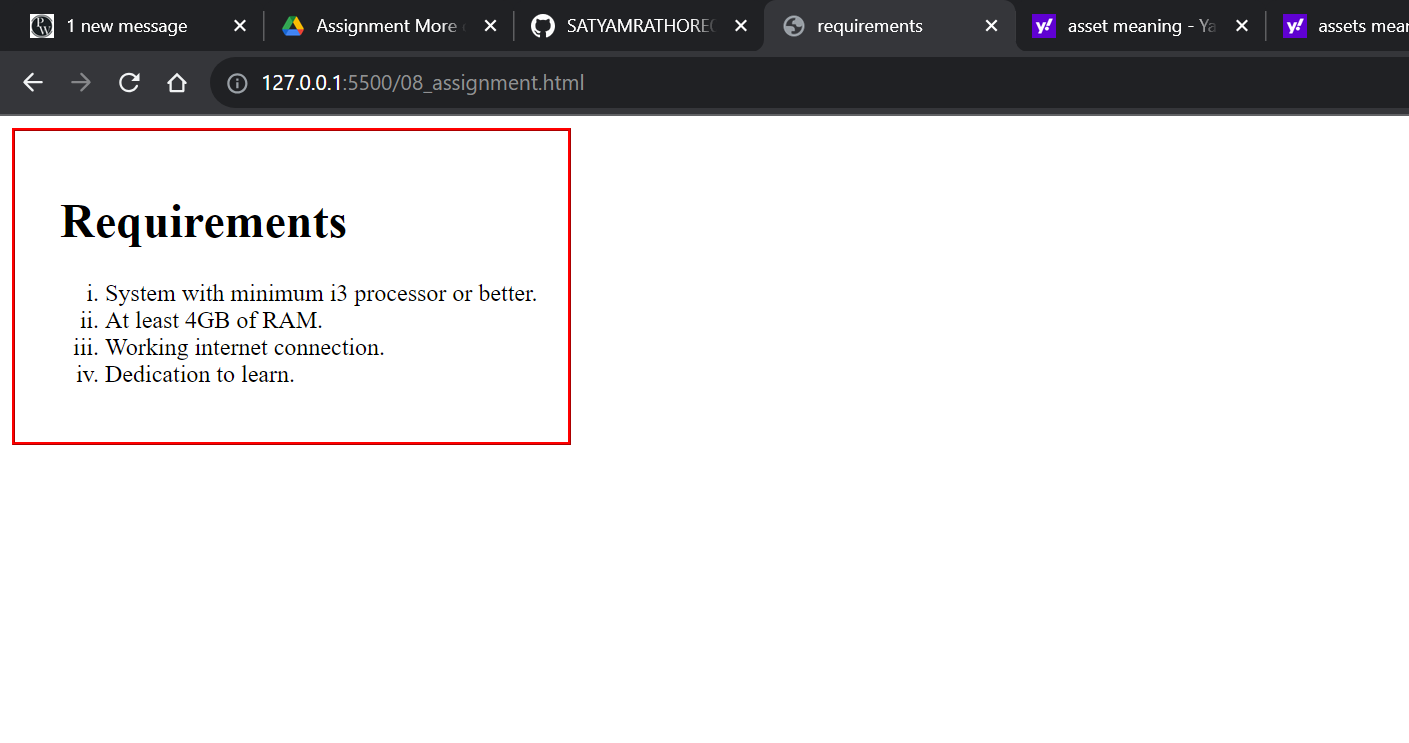 1 new message
Assignment More
SATYAMRATHORE
requirements
asset meaning - Ya
assets mear
127.0.0.1:5500/08_assignment.html
Requirements
i. System with minimum i3 processor or better.
ii. At least 4GB of RAM.
iii. Working internet connection.
iv. Dedication to learn.